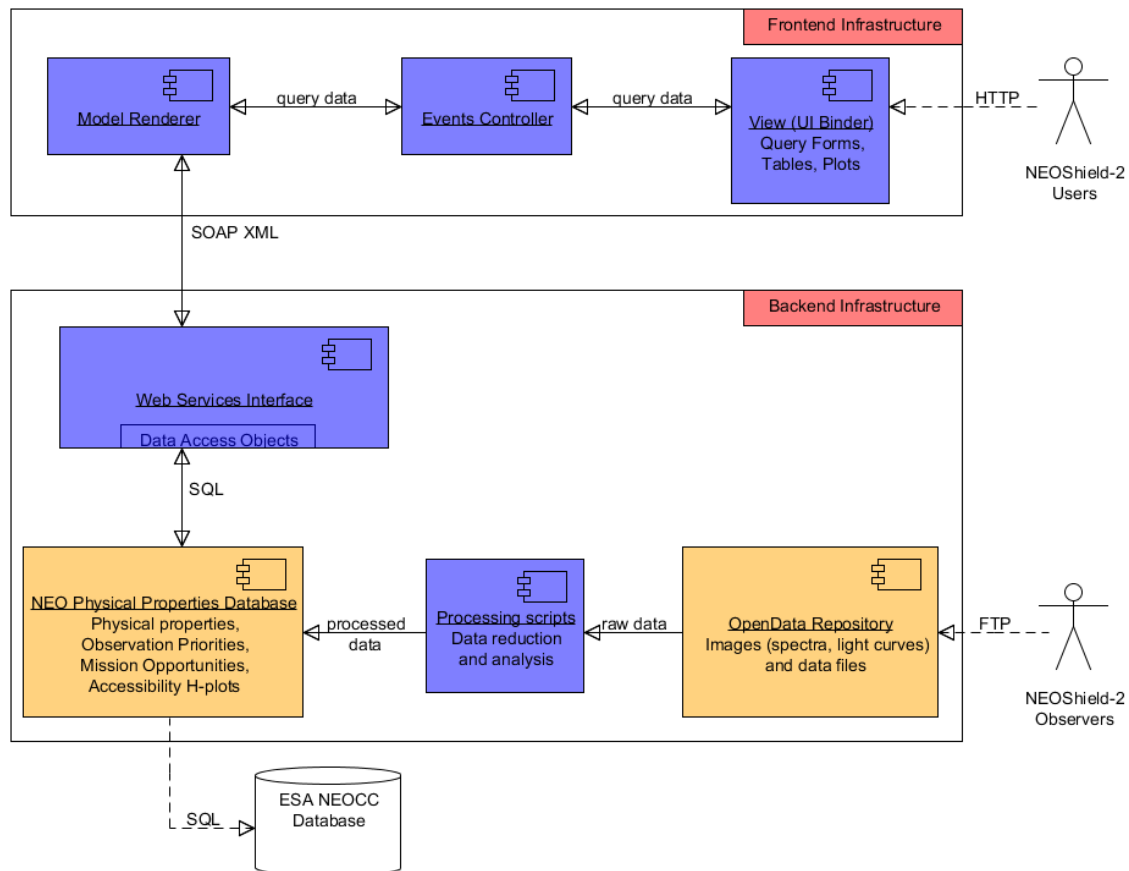 Frontend Infrastructure
Model Renderer
query data
Events Controller
query data
View (UI Binder)
Query Forms,
Tables, Plots
HTTP
NEOShield-2
Users
SOAP XML
Backend Infrastructure
Web Services Interface
Data Access Objects
SQL
NEO Physical Properties Database
Physical properties,
Observation Priorities,
Mission Opportunities,
Accessibility H-plots
processed
data
Processing scripts
Data reduction
and analysis
raw data
OpenData Repository
Images (spectra, light curves)
and data files
FTP
NEOShield-2
Observers
SQL
ESA NEOCC
Database